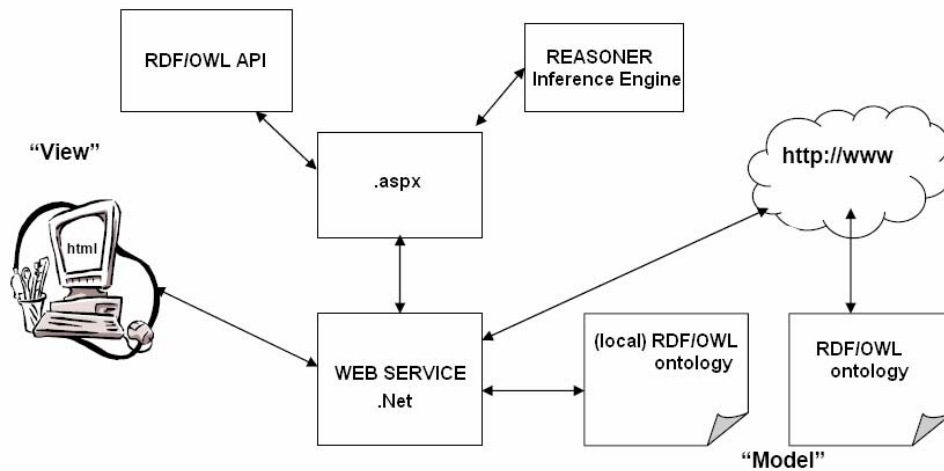 RDF/OWL API
REASONER
Inference Engine
“View”
.aspx
http://www
html
WEB SERVICE
.Net
(local) RDF/OWL
ontology
RDF/OWL
ontology
“Model”